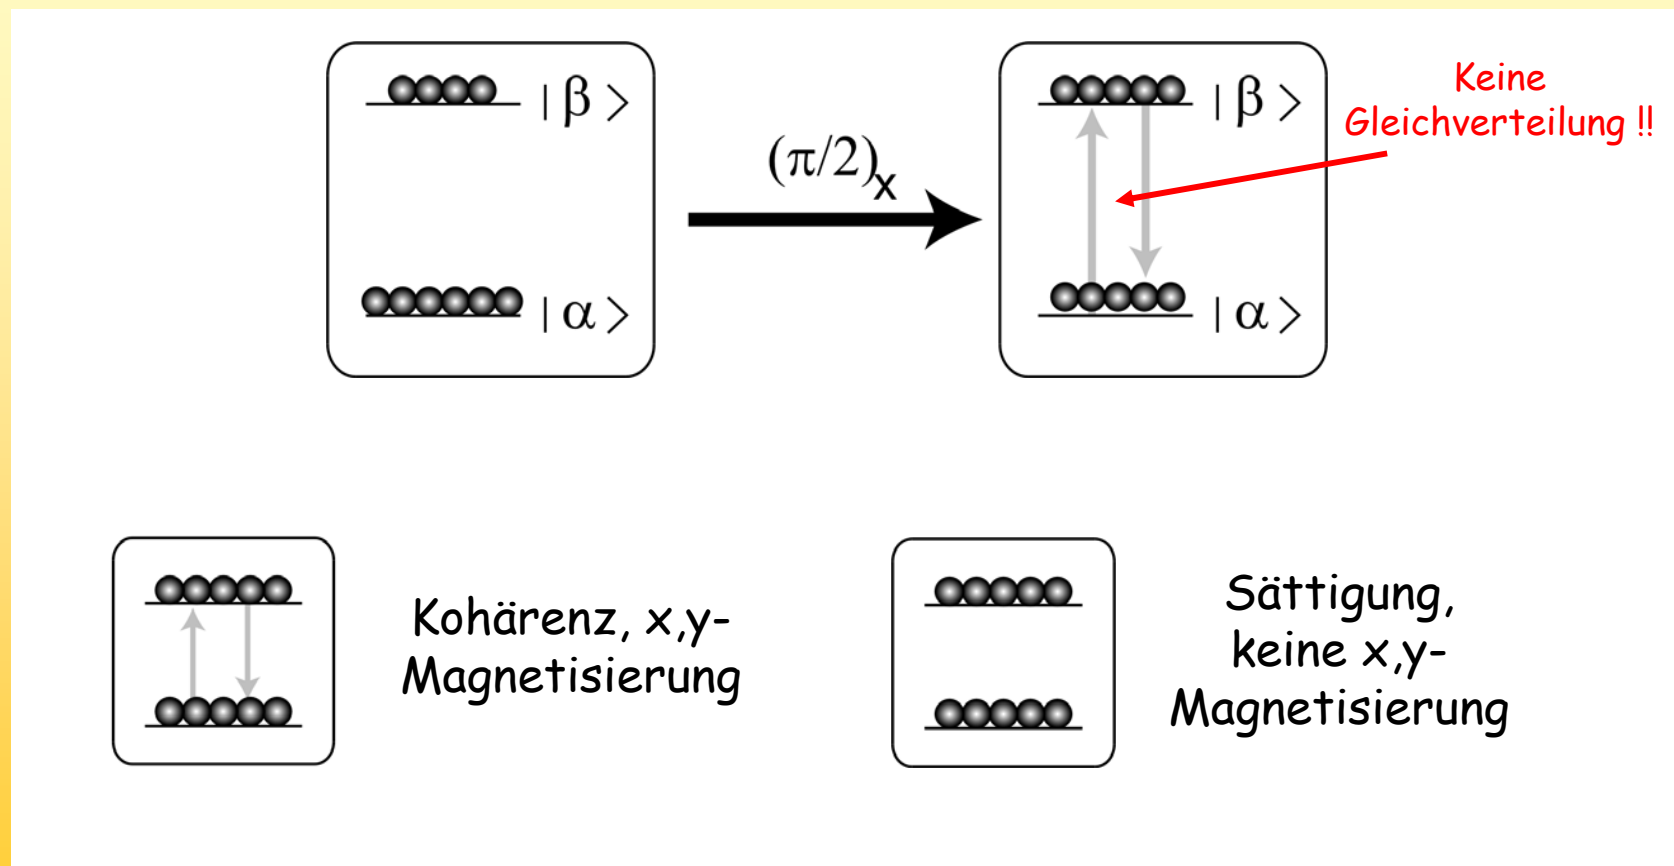 | β >
| α >
(π/2)x
| β >
| α >
Keine
Gleichverteilung !!
Kohärenz, x,y-
Magnetisierung
Sättigung,
keine x,y-
Magnetisierung